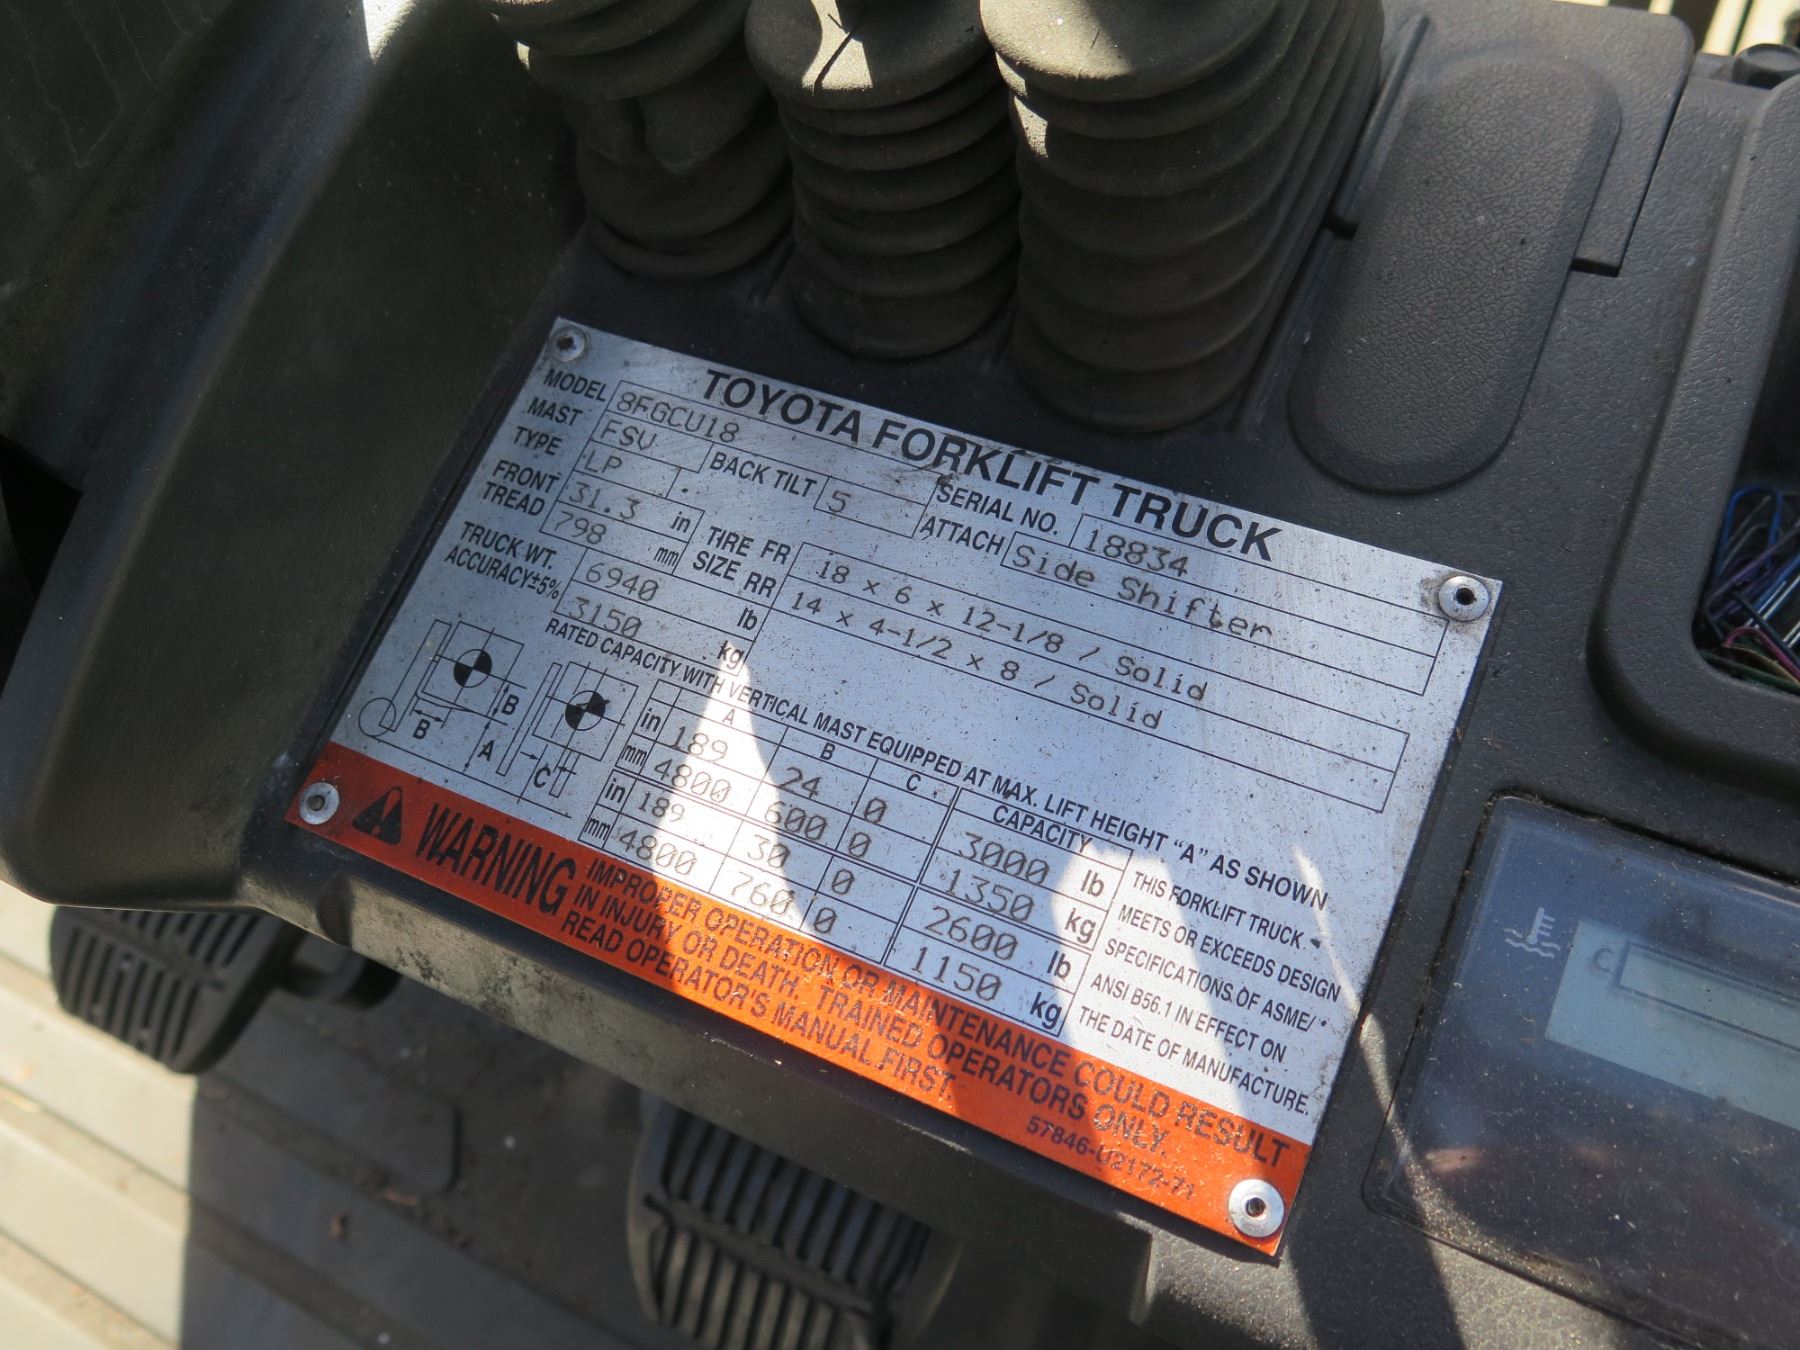 TOYOTA FORKLIFT TRUCK
MODEL 8FGCU18 SERIAL NO. 18834
MAST FSV BACK TILT 5 ATTACH Side Shifter
TYPE LP
FRONT TREAD 31.3 in 798 mm
TIRE SIZE FR 18 x 6 x 12-1/8 / Solid
RR 14 x 4-1/2 x 8 / Solid
TRUCK WT. 6940 lb
ACCURACY±5% 3150 kg
RATED CAPACITY WITH VERTICAL MAST EQUIPPED AT MAX. LIFT HEIGHT "A" AS SHOWN
A B C CAPACITY
in 189 24 0 3000 lb
mm 4800 600 0 1350 kg
in 189 30 0 2600 lb
mm 4800 760 0 1150 kg
B B A C
THIS FORKLIFT TRUCK
MEETS OR EXCEEDS DESIGN
SPECIFICATIONS OF ASME/
ANSI B56.1 IN EFFECT ON
THE DATE OF MANUFACTURE.
WARNING
IMPROPER OPERATION OR MAINTENANCE COULD RESULT
IN INJURY OR DEATH. TRAINED OPERATORS ONLY.
READ OPERATOR'S MANUAL FIRST.
57846-U2172-71
C